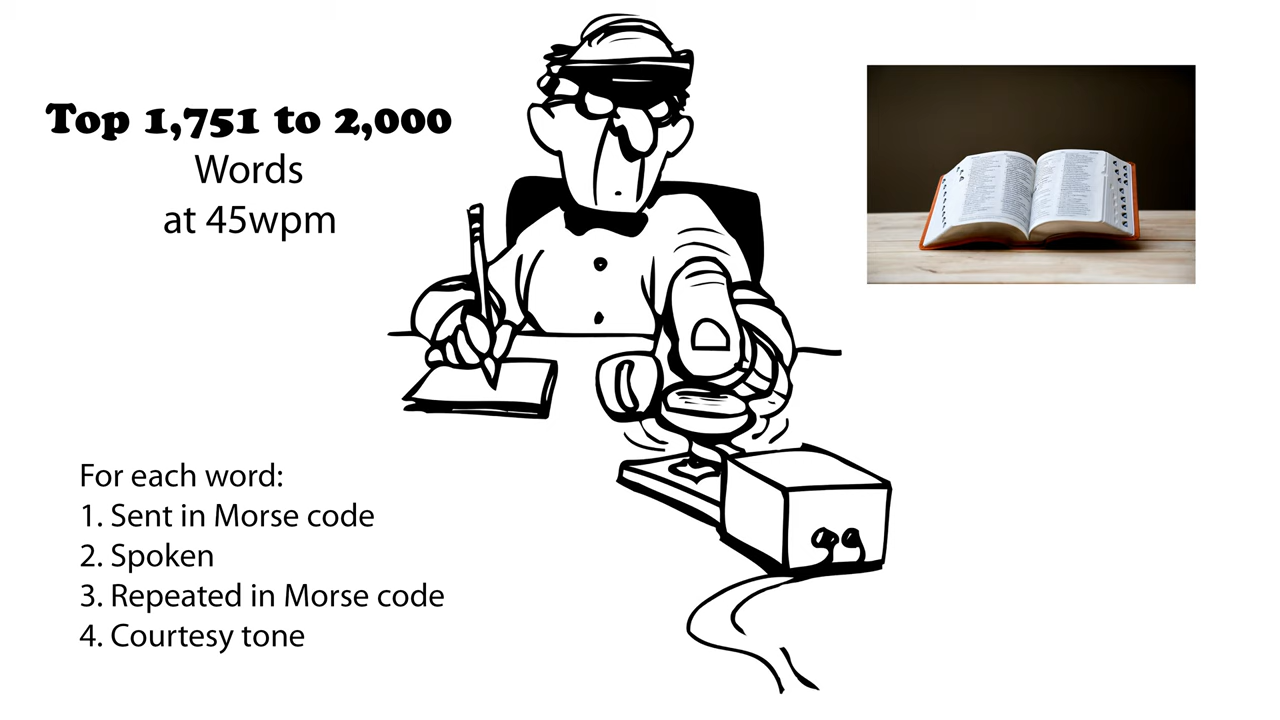 Top 1,751 to 2,000
Words
at 45wpm
For each word:
1. Sent in Morse code
2. Spoken
3. Repeated in Morse code
4. Courtesy tone